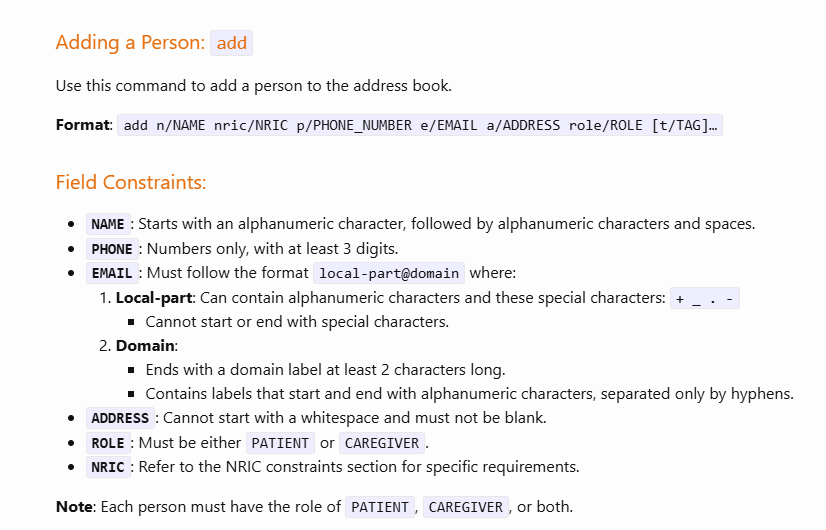 Adding a Person: add
Use this command to add a person to the address book.
Format: add n/NAME nric/NRIC p/PHONE_NUMBER e/EMAIL a/ADDRESS role/ROLE [t/TAG]…
Field Constraints:
• NAME: Starts with an alphanumeric character, followed by alphanumeric characters and spaces.
• PHONE: Numbers only, with at least 3 digits.
• EMAIL: Must follow the format local-part@domain where:
1. Local-part: Can contain alphanumeric characters and these special characters: + _ . -
▪ Cannot start or end with special characters.
2. Domain:
▪ Ends with a domain label at least 2 characters long.
▪ Contains labels that start and end with alphanumeric characters, separated only by hyphens.
• ADDRESS: Cannot start with a whitespace and must not be blank.
• ROLE: Must be either PATIENT or CAREGIVER.
• NRIC: Refer to the NRIC constraints section for specific requirements.
Note: Each person must have the role of PATIENT, CAREGIVER, or both.